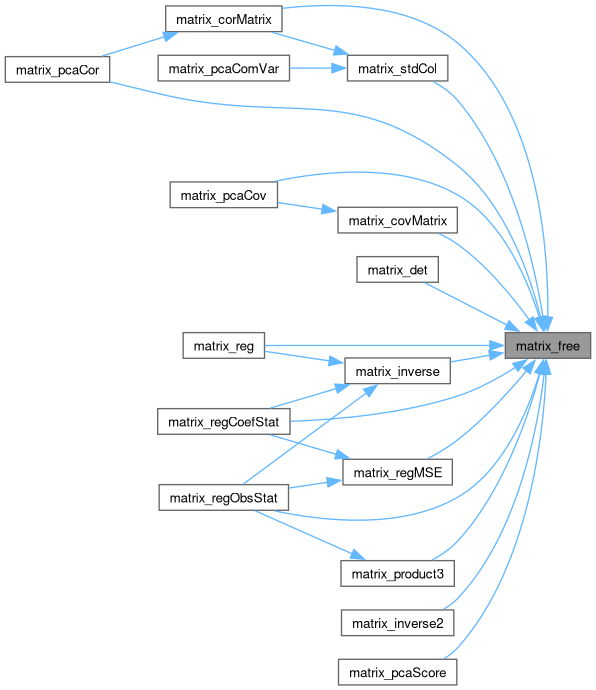 matrix_corMatrix
matrix_pcaCor
matrix_pcaComVar
matrix_stdCol
matrix_pcaCov
matrix_covMatrix
matrix_det
matrix_reg
matrix_free
matrix_inverse
matrix_regCoefStat
matrix_regMSE
matrix_regObsStat
matrix_product3
matrix_inverse2
matrix_pcaScore